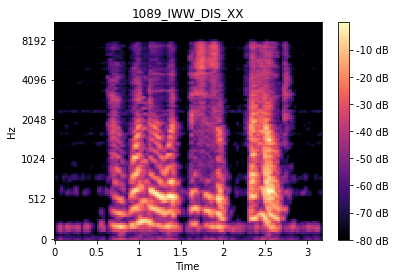 1089_IWW_DIS_XX
8192
4096
2048
1024
512
0
Hz
0 0.5 1 1.5 2 2.5 3
Time
-10 dB
-20 dB
-30 dB
-40 dB
-50 dB
-60 dB
-70 dB
-80 dB